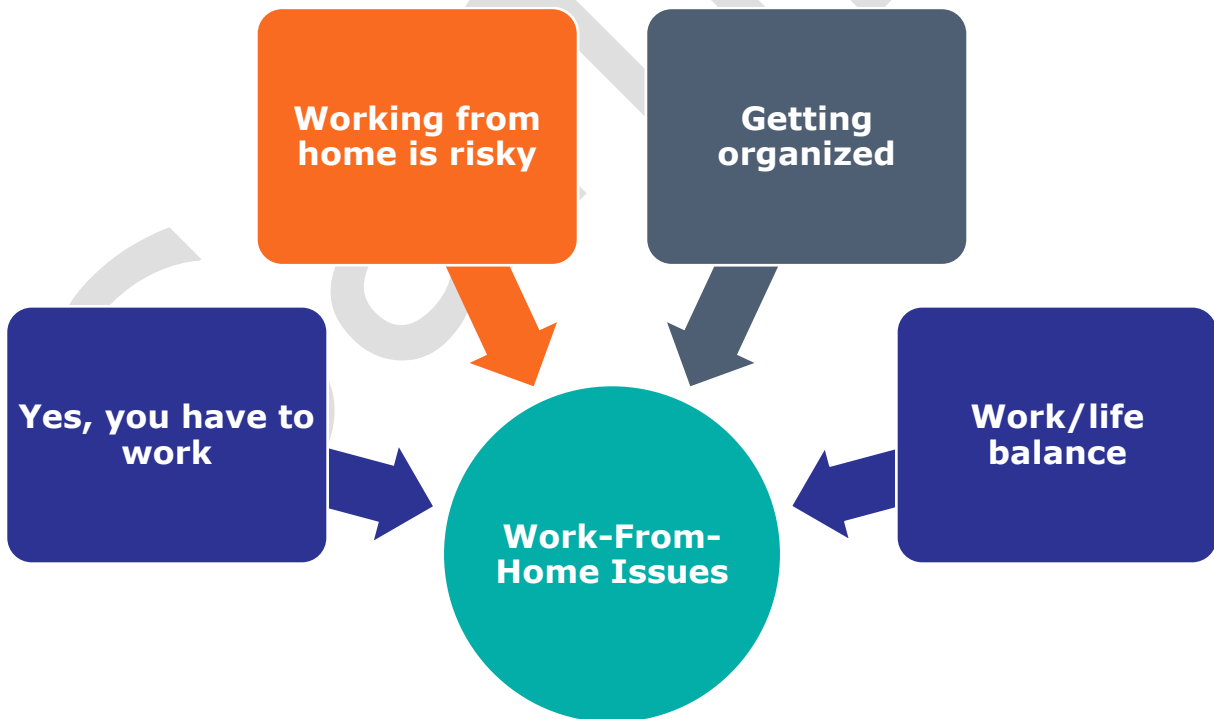 Working from
home is risky
Getting
organized
Yes, you have to
work
Work/life
balance
Work-From-
Home Issues